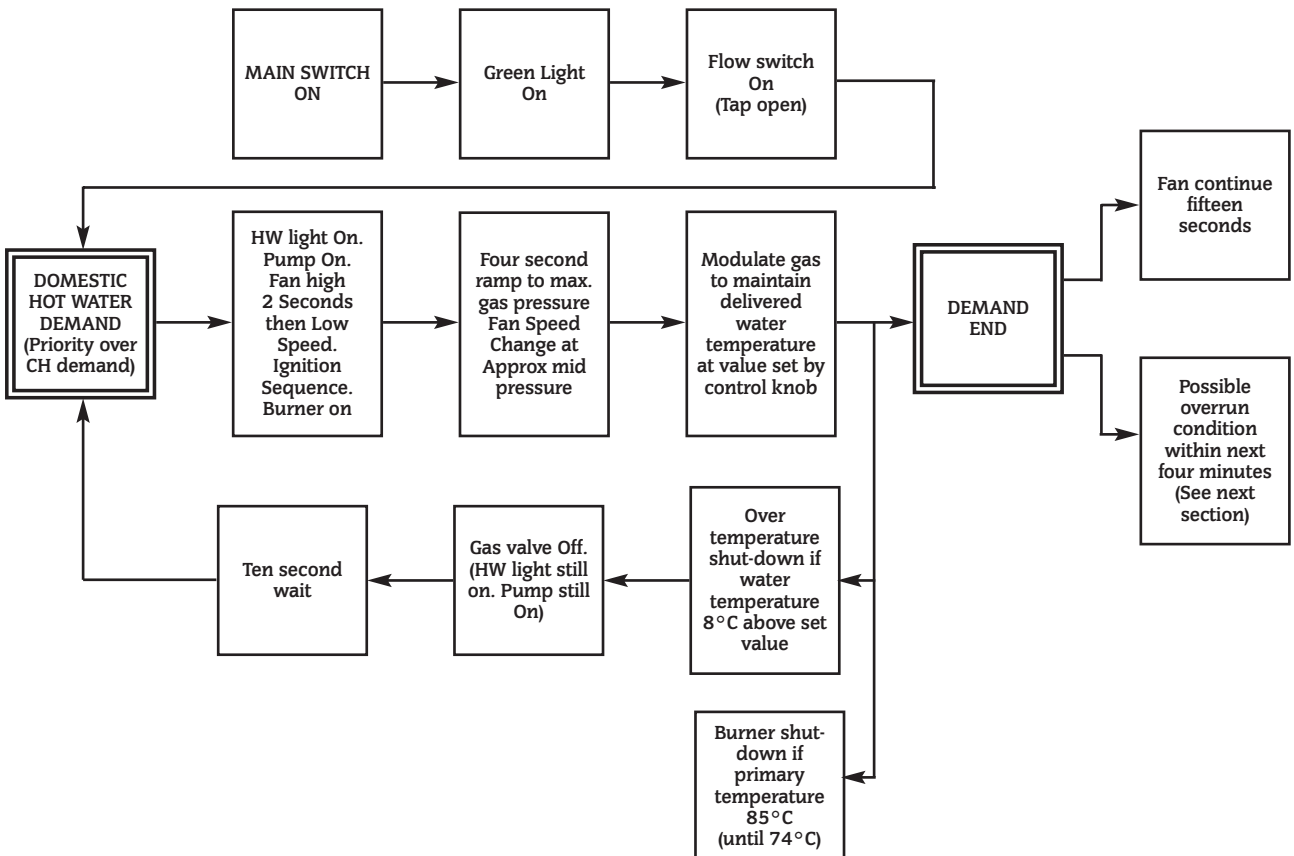 MAIN SWITCH
ON
Green Light
On
Flow switch
On
(Tap open)
DOMESTIC
HOT WATER
DEMAND
(Priority over
CH demand)
HW light On.
Pump On.
Fan high
2 Seconds
then Low
Speed.
Ignition
Sequence.
Burner on
Four second
ramp to max.
gas pressure
Fan Speed
Change at
Approx mid
pressure
Modulate gas
to maintain
delivered
water
temperature
at value set by
control knob
DEMAND
END
Fan continue
fifteen
seconds
Possible
overrun
condition
within next
four minutes
(See next
section)
Over
temperature
shut-down if
water
temperature
8°C above set
value
Gas valve Off.
(HW light still
on. Pump still
On)
Ten second
wait
Burner shut-
down if
primary
temperature
85°C
(until 74°C)